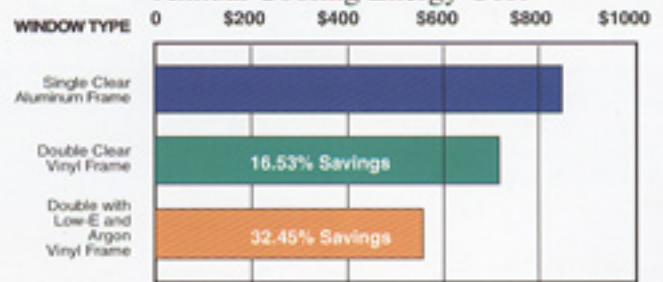 0 $200 $400 $600 $800 $1000
WINDOW TYPE
Single Clear
Aluminum Frame
Double Clear
Vinyl Frame
16.53% Savings
Double with
Low-E and
Argon
Vinyl Frame
32.45% Savings